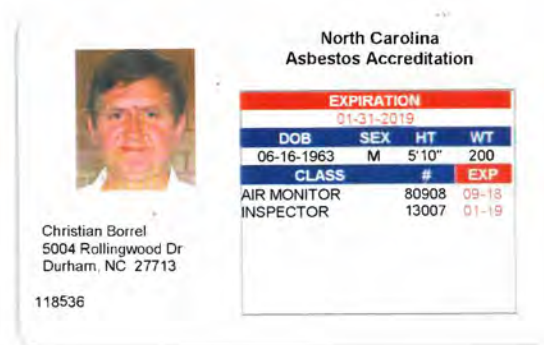 North Carolina
Asbestos Accreditation
EXPIRATION
01-31-2019
DOB SEX HT WT
06-16-1963 M 5'10" 200
CLASS # EXP
AIR MONITOR 80908 09-18
INSPECTOR 13007 01-19
Christian Borrel
5004 Rollingwood Dr
Durham, NC 27713
118536